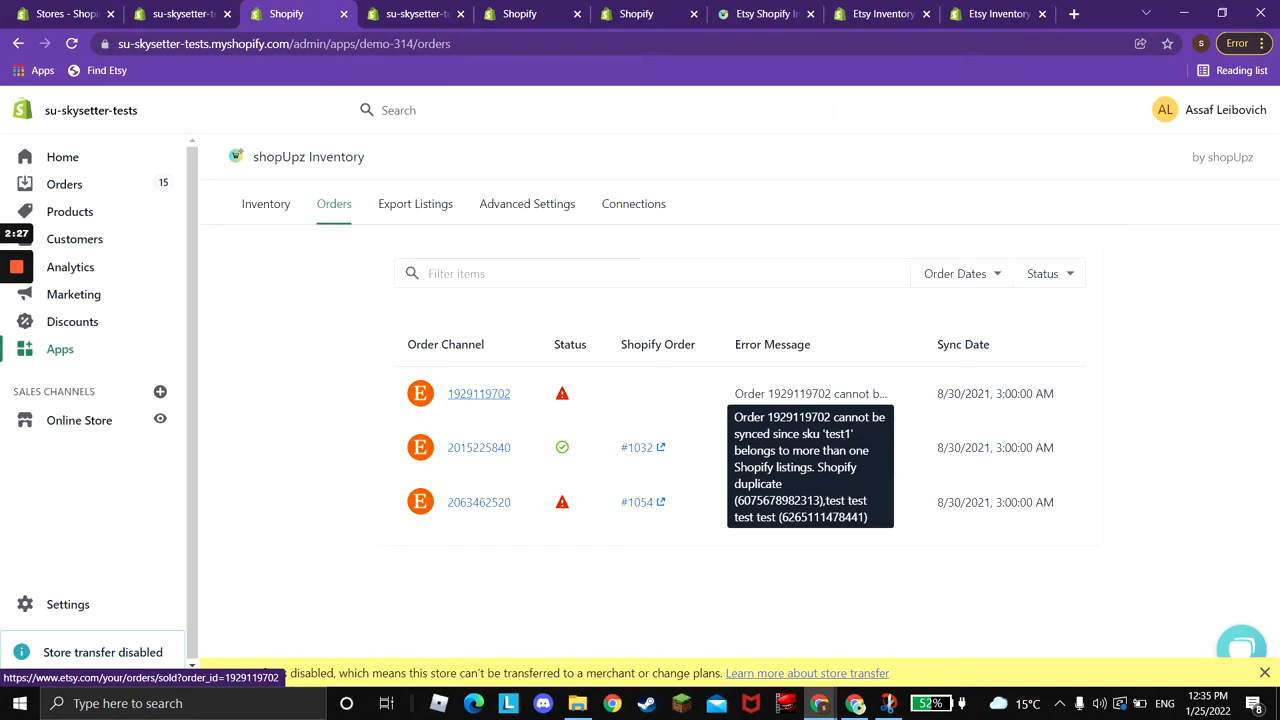 Stores - Shopif
su-skysetter-tes
Shopify
su-skysetter-tes
Shopify
Shopify
Etsy Shopify In
Etsy Inventory
Etsy Inventory
su-skysetter-tests.myshopify.com/admin/apps/demo-314/orders
s
Error
Apps
Find Etsy
Reading list
su-skysetter-tests
Search
AL
Assaf Leibovich
Home
shopUpz Inventory
by shopUpz
Orders
15
Products
Inventory
Orders
Export Listings
Advanced Settings
Connections
2:27
Customers
Analytics
Marketing
Discounts
Apps
SALES CHANNELS
Online Store
Filter items
Order Dates
Status
Order Channel
Status
Shopify Order
Error Message
Sync Date
E
1929119702
Order 1929119702 cannot b...
8/30/2021, 3:00:00 AM
Order 1929119702 cannot be
synced since sku 'test1'
belongs to more than one
Shopify listings. Shopify
duplicate
(6075678982313),test test
test test (6265111478441)
E
2015225840
#1032
8/30/2021, 3:00:00 AM
E
2063462520
#1054
8/30/2021, 3:00:00 AM
Settings
Store transfer disabled
disabled, which means this store can't be transferred to a merchant or change plans. Learn more about store transfer
https://www.etsy.com/your/orders/sold?order_id=1929119702
Type here to search
52%
15°C
ENG
12:35 PM
1/25/2022
8